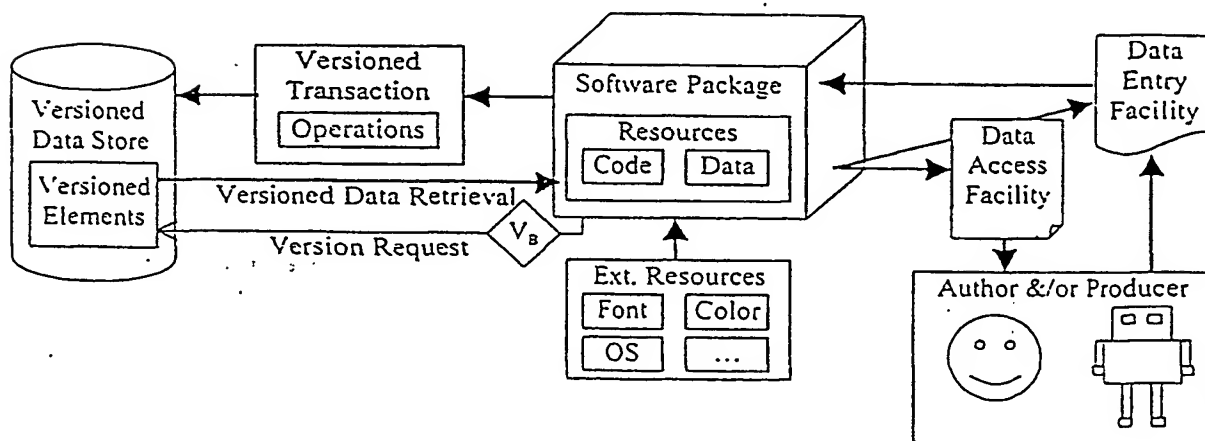 Versioned
Data Store
Versioned
Elements
Versioned
Transaction
Operations
Versioned Data Retrieval
Version Request
V_B
Software Package
Resources
Code
Data
Ext. Resources
Font
Color
OS
...
Data
Entry
Facility
Data
Access
Facility
Author &/or Producer